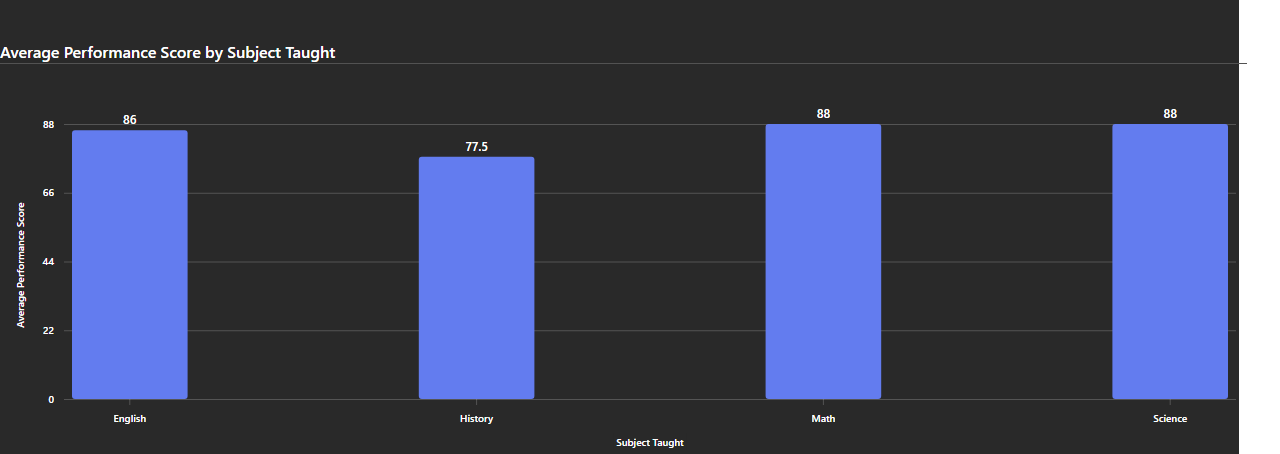 Average Performance Score by Subject Taught
86
77.5
88
88
88
66
44
22
0
Average Performance Score
English
History
Math
Science
Subject Taught